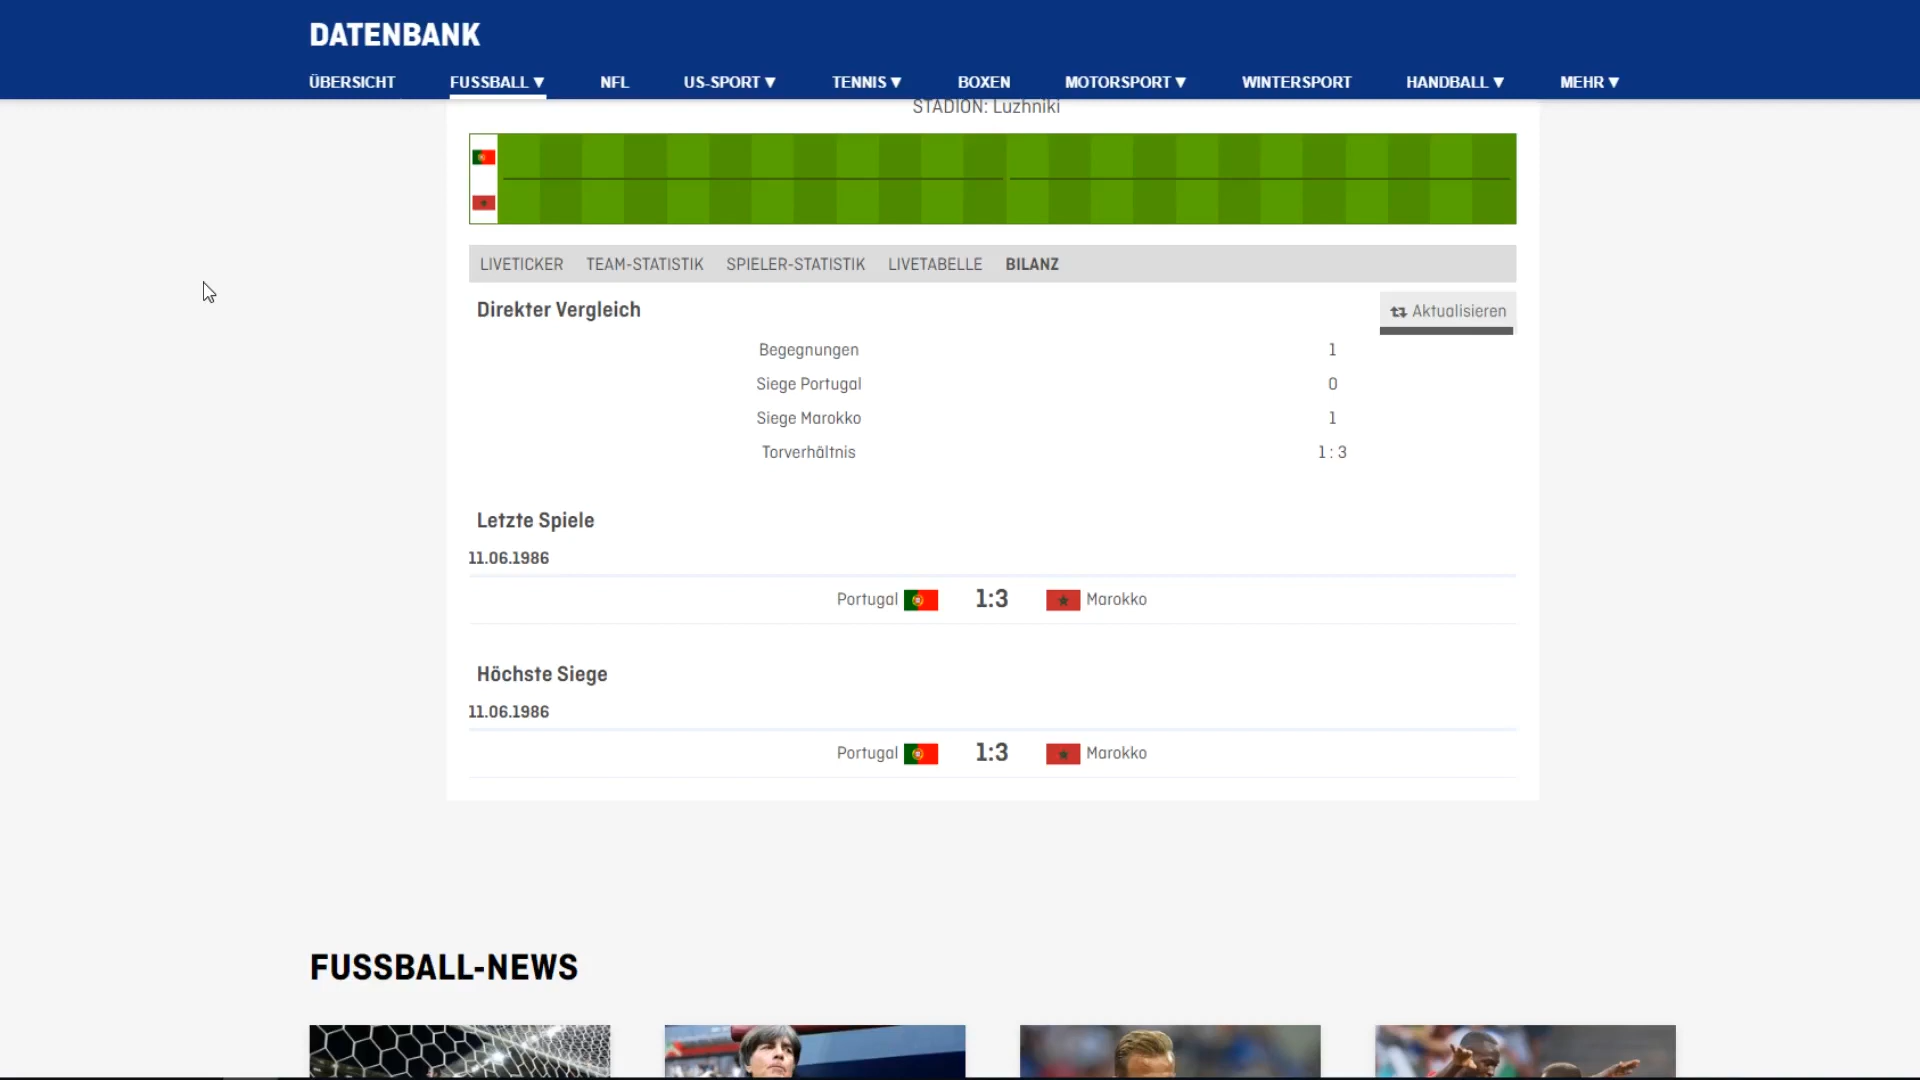 DATENBANK
ÜBERSICHT FUSSBALL ▼ NFL US-SPORT ▼ TENNIS ▼ BOXEN MOTORSPORT ▼ WINTERSPORT HANDBALL ▼ MEHR ▼
STADION: Luzhniki
LIVETICKER TEAM-STATISTIK SPIELER-STATISTIK LIVETABELLE BILANZ
Direkter Vergleich
Aktualisieren
Begegnungen 1
Siege Portugal 0
Siege Marokko 1
Torverhältnis 1 : 3
Letzte Spiele
11.06.1986
Portugal 1:3 Marokko
Höchste Siege
11.06.1986
Portugal 1:3 Marokko
FUSSBALL-NEWS